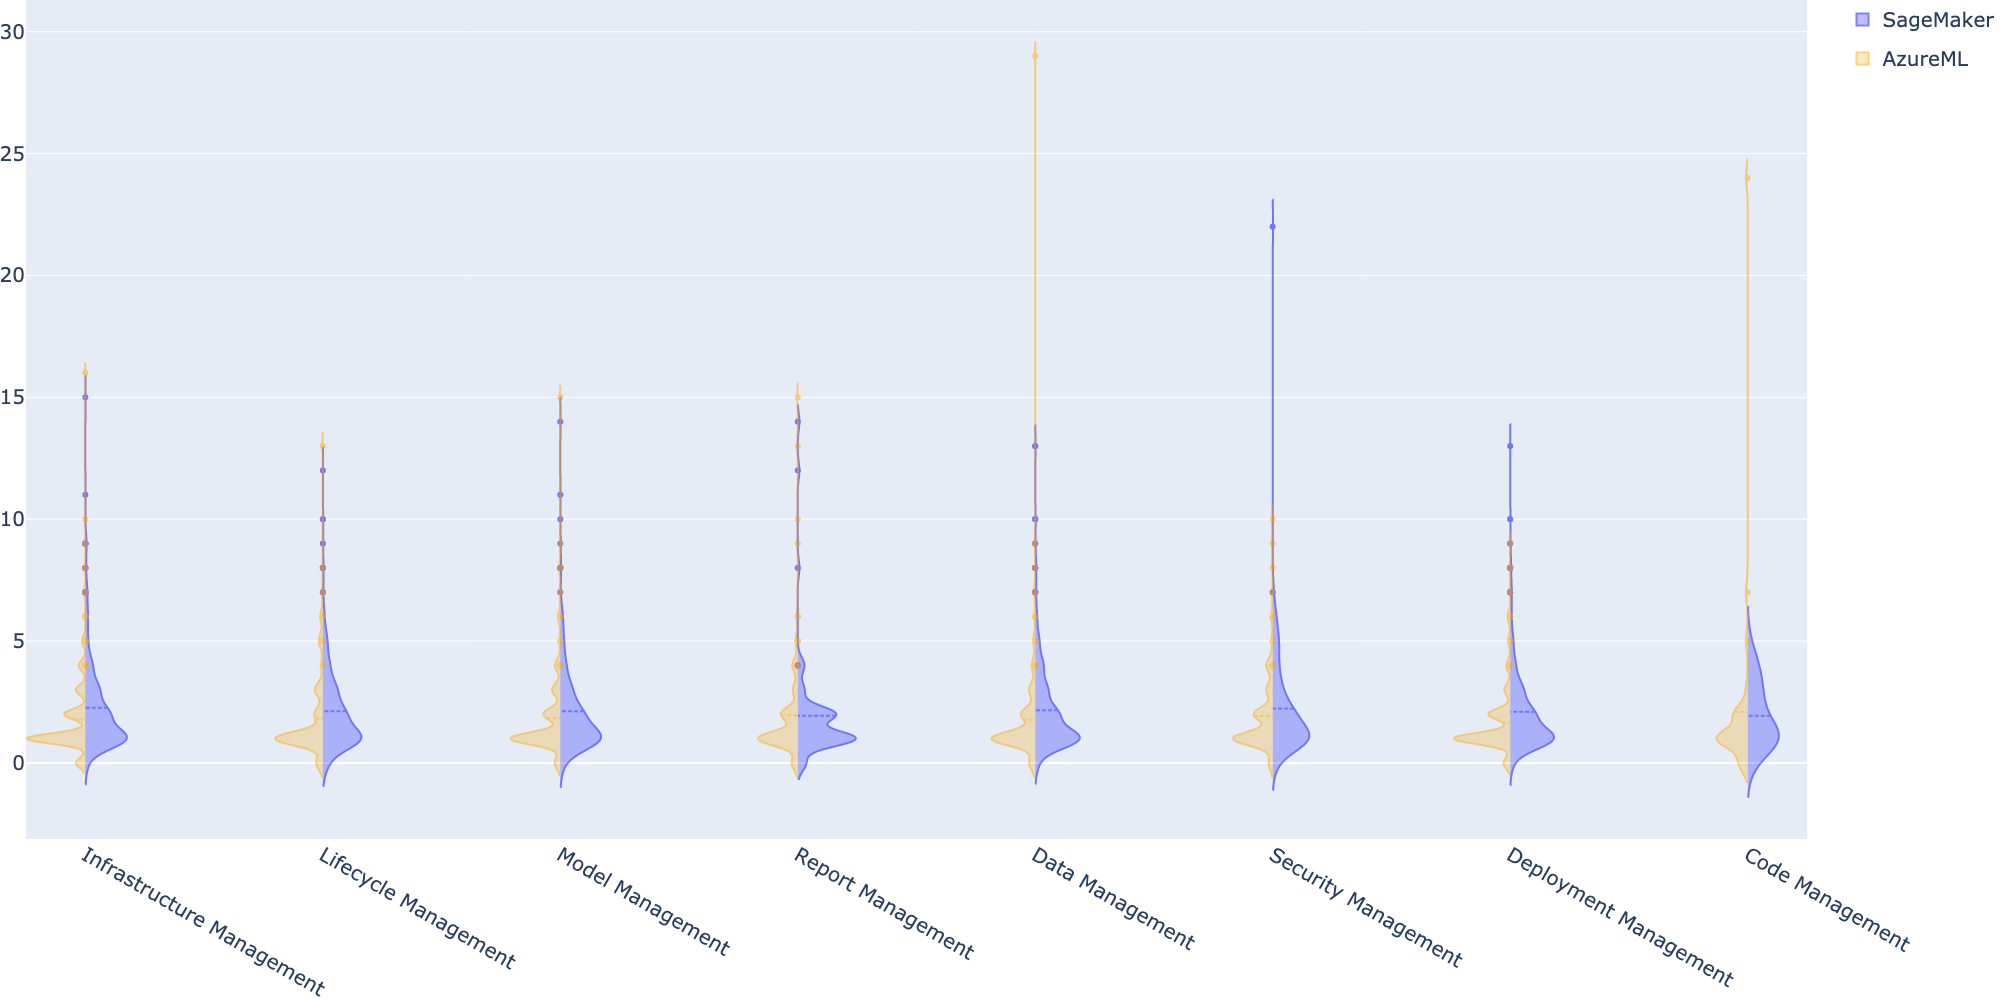 SageMaker
AzureML
30
25
20
15
10
5
0
Infrastructure Management
Lifecycle Management
Model Management
Report Management
Data Management
Security Management
Deployment Management
Code Management